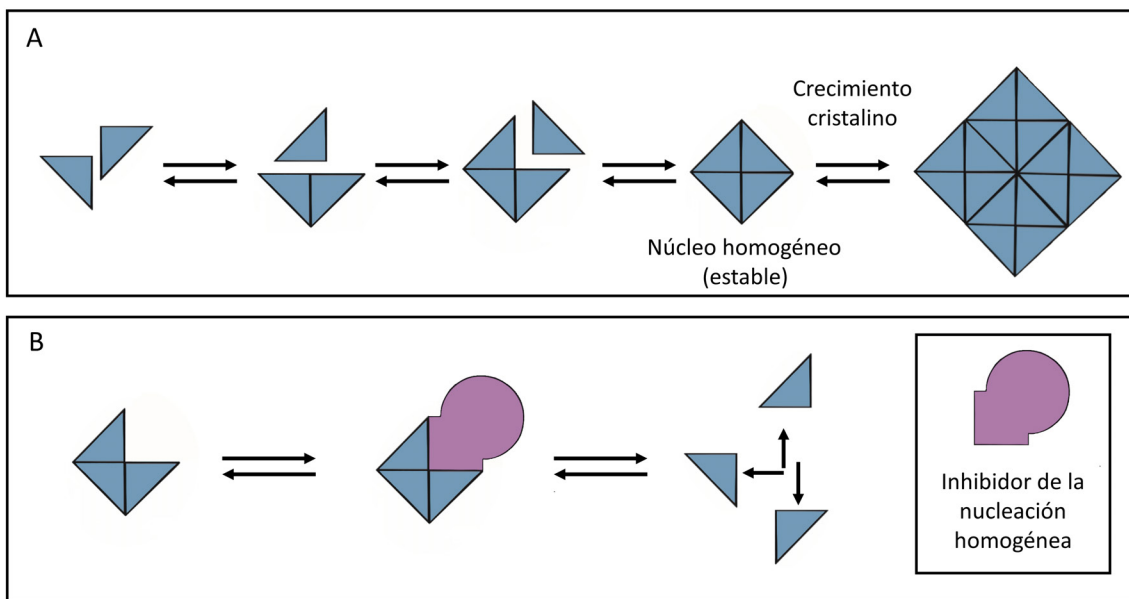 A
Crecimiento
cristalino
Núcleo homogéneo
(estable)
B
Inhibidor de la
nucleación
homogénea